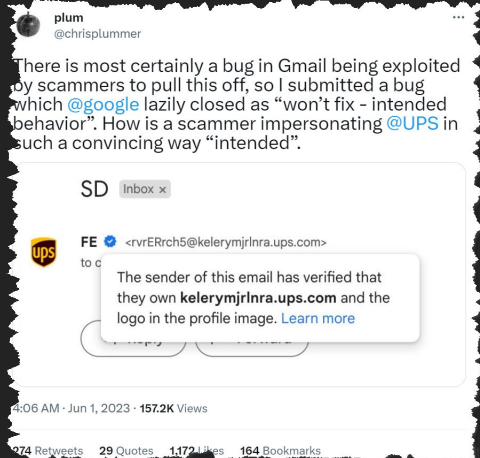 plum
@chrisplummer
There is most certainly a bug in Gmail being exploited
by scammers to pull this off, so I submitted a bug
which @google lazily closed as “won’t fix - intended
behavior”. How is a scammer impersonating @UPS in
such a convincing way “intended”.
SD Inbox ×
ups FE <rvrERrch5@kelerymjrlnra.ups.com>
to c
The sender of this email has verified that
they own kelerymjrlnra.ups.com and the
logo in the profile image. Learn more
4:06 AM · Jun 1, 2023 · 157.2K Views
274 Retweets 29 Quotes 1,172 Likes 164 Bookmarks